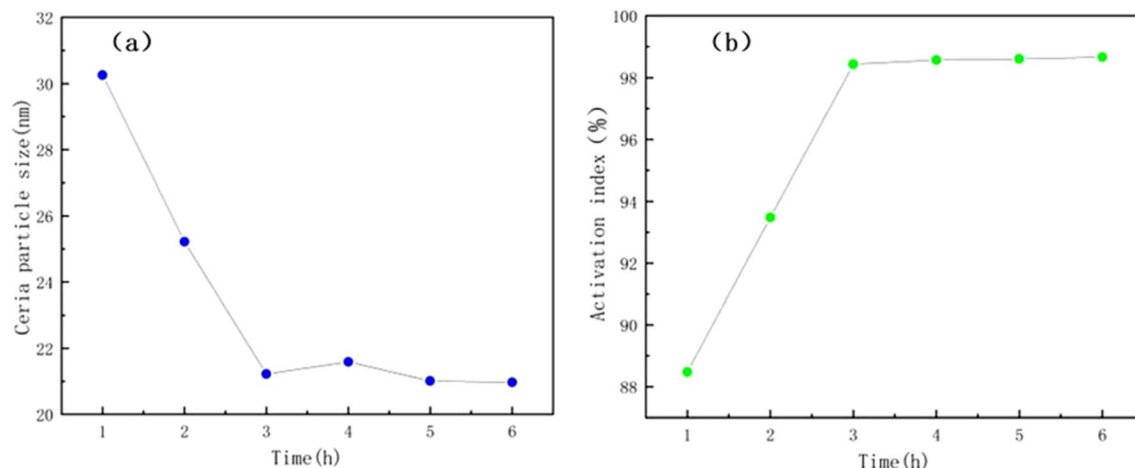 (a)
Ceria particle size(nm)
32
30
28
26
24
22
20
1 2 3 4 5 6
Time(h)
(b)
Activation index(%)
100
98
96
94
92
90
88
1 2 3 4 5 6
Time(h)